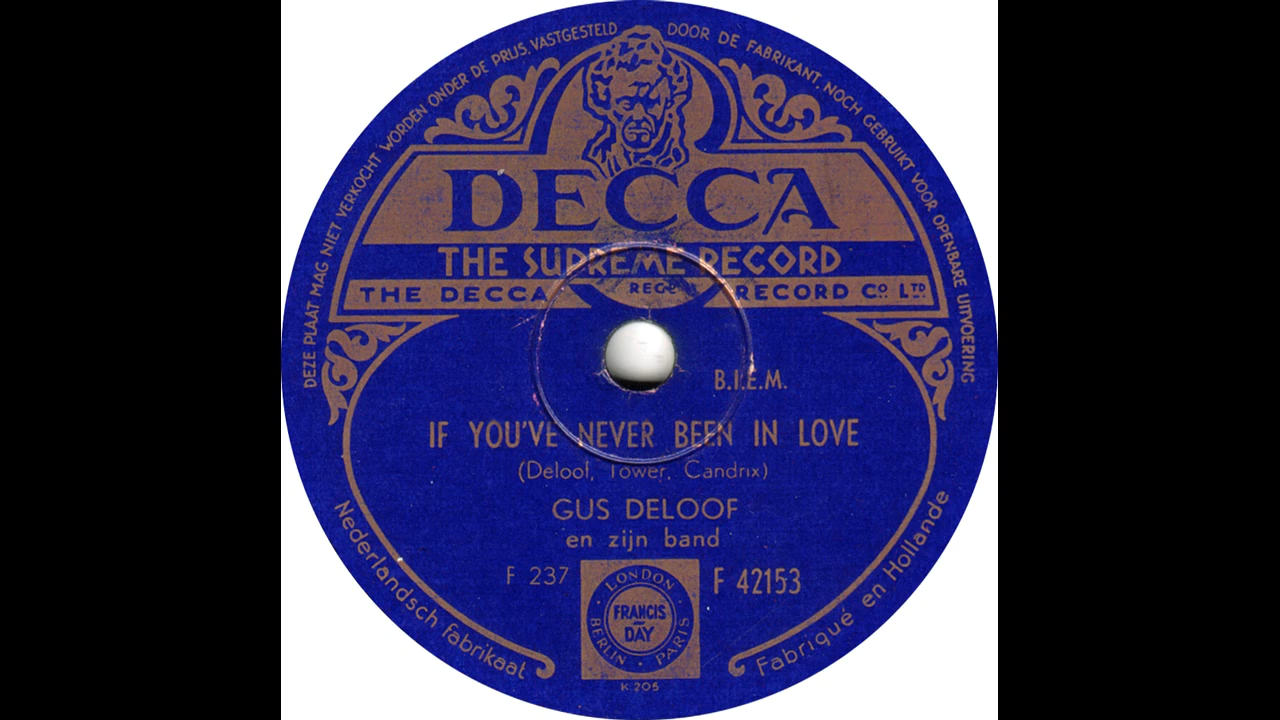 DEZE PLAAT MAG NIET VERKOCHT WORDEN ONDER DE PRIJS, VASTGESTELD DOOR DE FABRIKANT, NOCH GEBRUIKT VOOR OPENBARE UITVOERING
DECCA
THE SUPREME RECORD
THE DECCA REGD RECORD CO. LTD.
B.I.E.M.
IF YOU'VE NEVER BEEN IN LOVE
(Deloof, Tower, Candrix)
GUS DELOOF
en zijn band
F 237
F 42153
LONDON
FRANCIS-DAY
BERLIN · PARIS
K.205
Nederlandsch fabrikaat
Fabriqué en Hollande